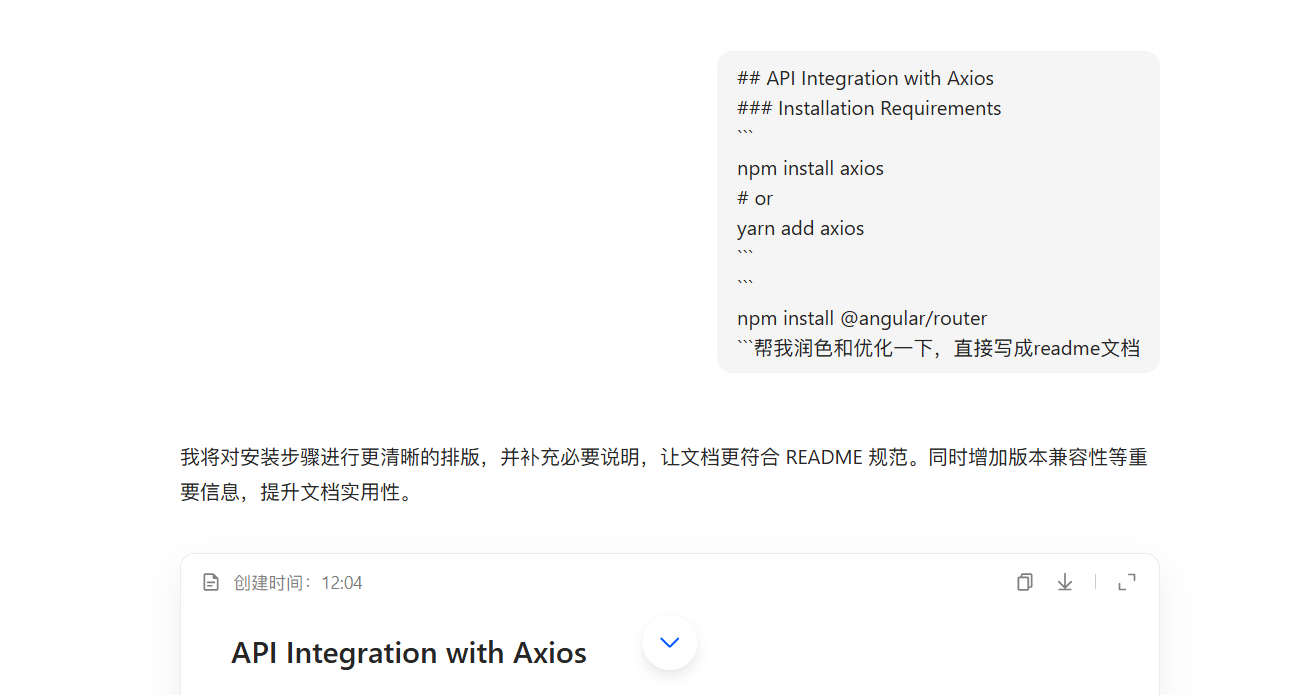 ## API Integration with Axios
### Installation Requirements
```
npm install axios
# or
yarn add axios
```
```
npm install @angular/router
```帮我润色和优化一下，直接写成readme文档
我将对安装步骤进行更清晰的排版，并补充必要说明，让文档更符合 README 规范。同时增加版本兼容性等重
要信息，提升文档实用性。
创建时间：12:04
API Integration with Axios